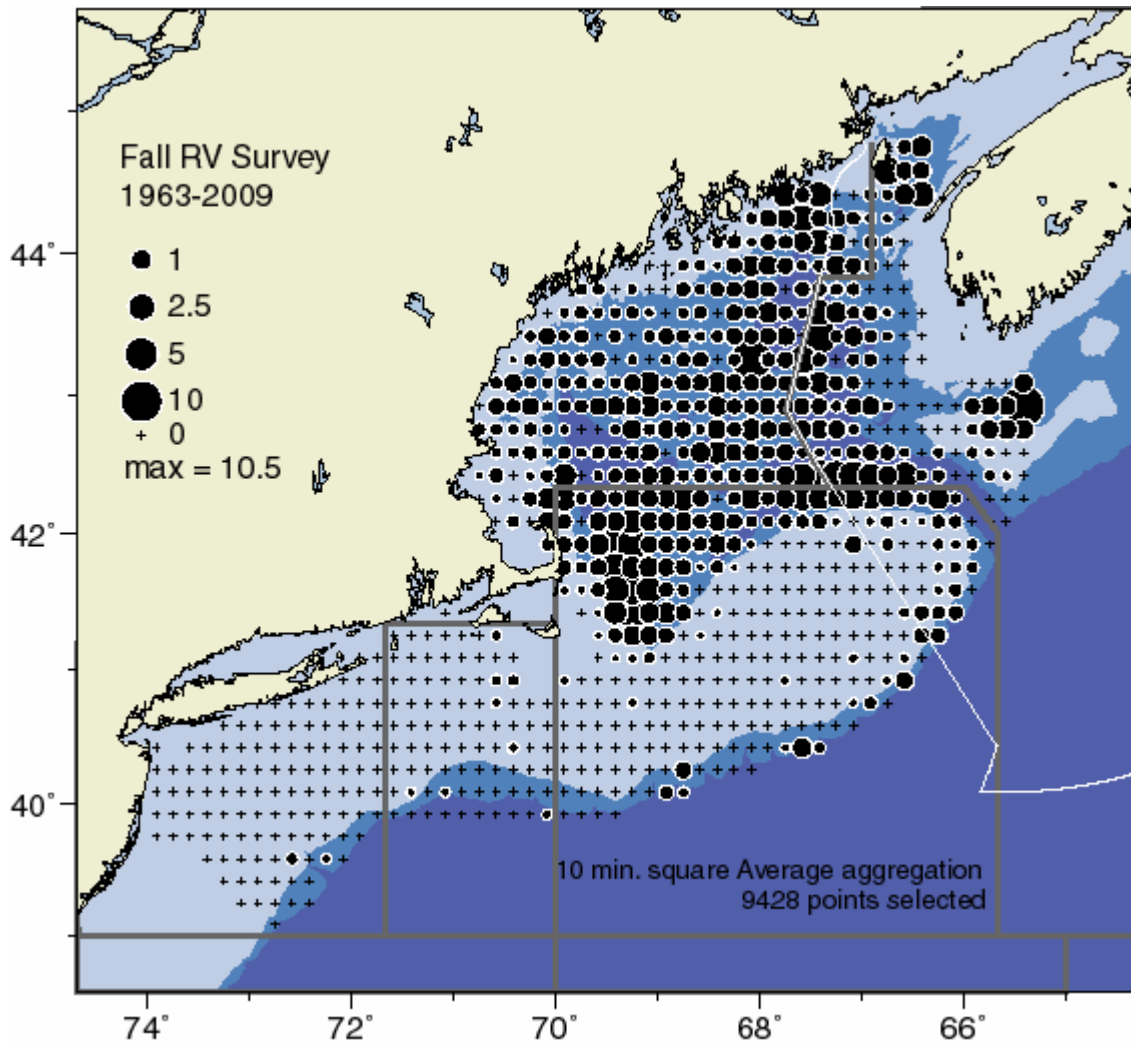 Fall RV Survey
1963-2009
1
2.5
5
10
+ 0
max = 10.5
44°
42°
40°
10 min. square Average aggregation
9428 points selected
74° 72° 70° 68° 66°